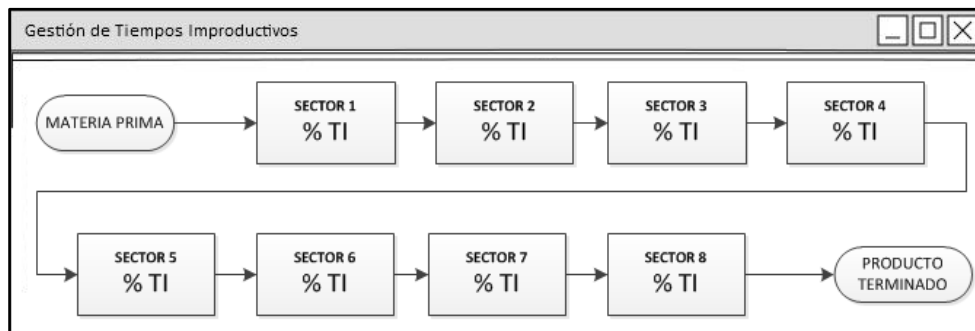 Gestión de Tiempos Improductivos
MATERIA PRIMA
SECTOR 1
% TI
SECTOR 2
% TI
SECTOR 3
% TI
SECTOR 4
% TI
SECTOR 5
% TI
SECTOR 6
% TI
SECTOR 7
% TI
SECTOR 8
% TI
PRODUCTO
TERMINADO